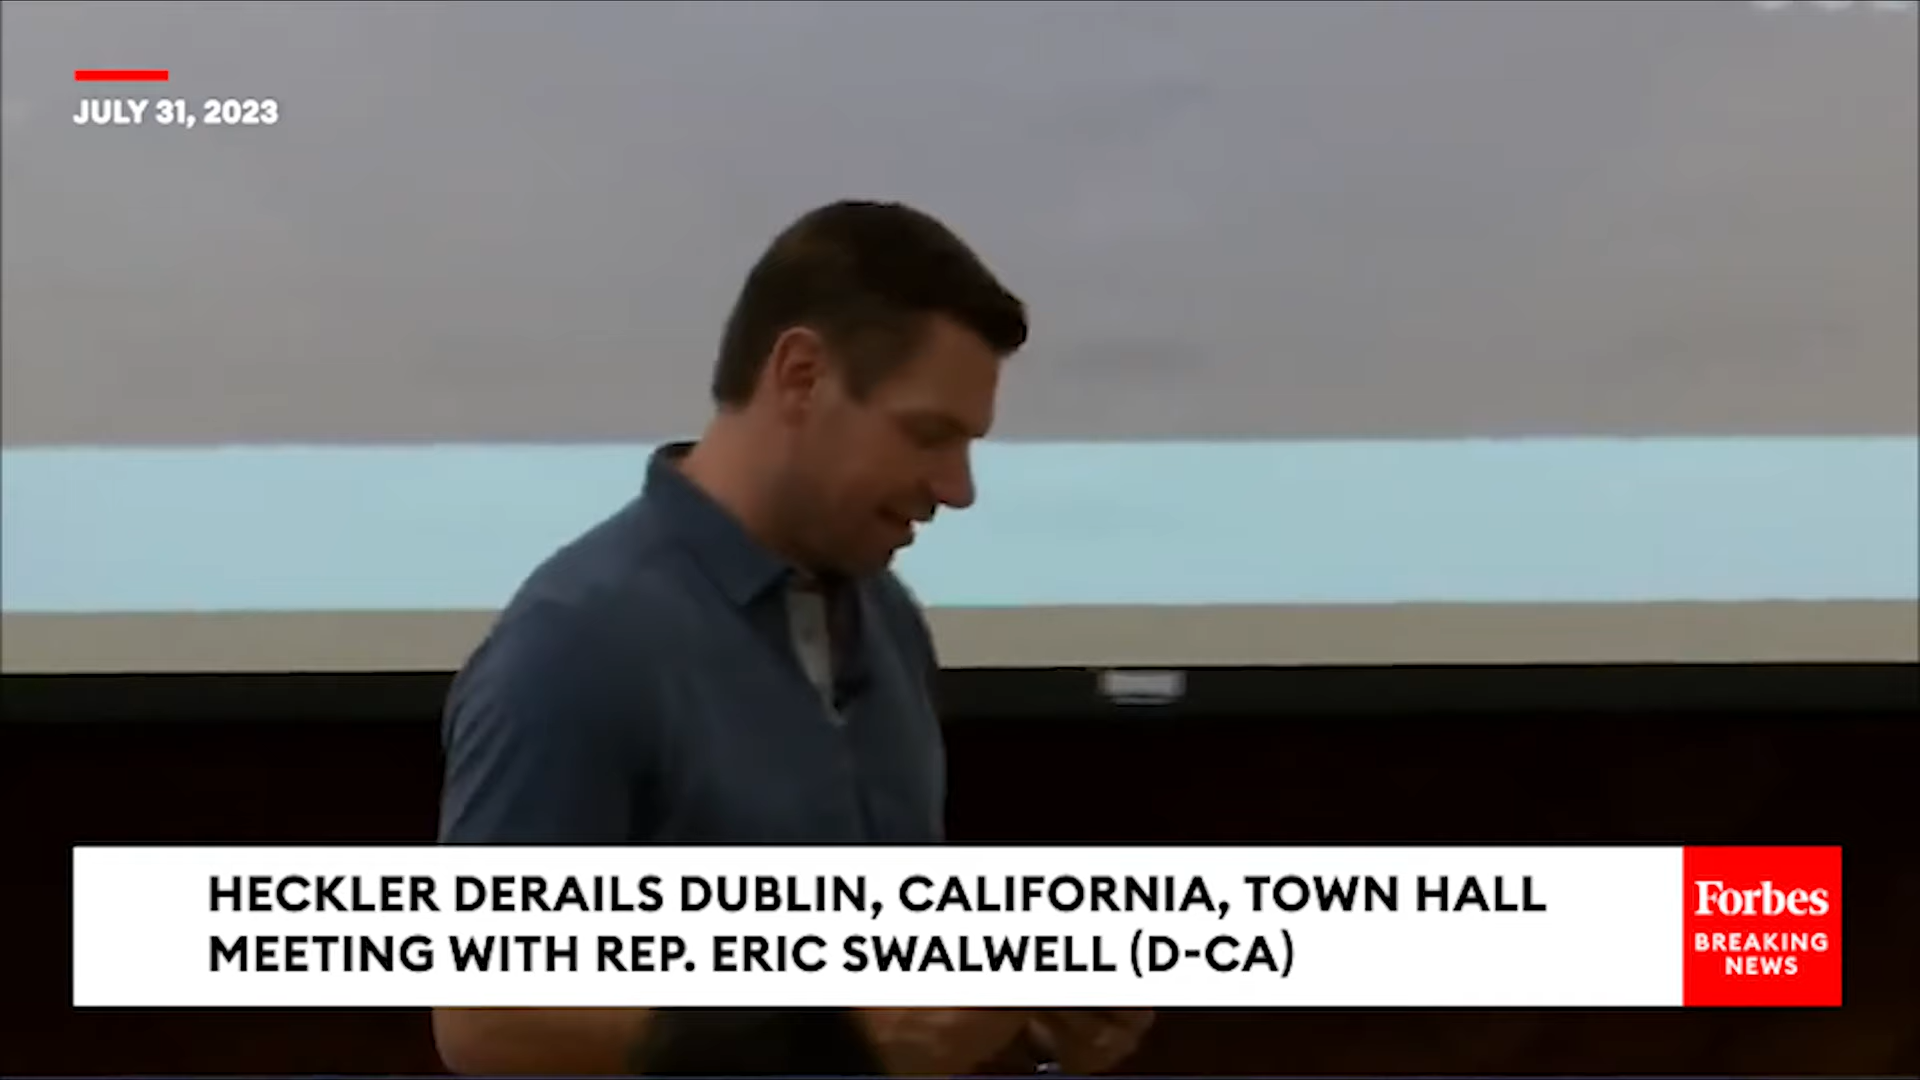 JULY 31, 2023
HECKLER DERAILS DUBLIN, CALIFORNIA, TOWN HALL
MEETING WITH REP. ERIC SWALWELL (D-CA)
Forbes
BREAKING
NEWS